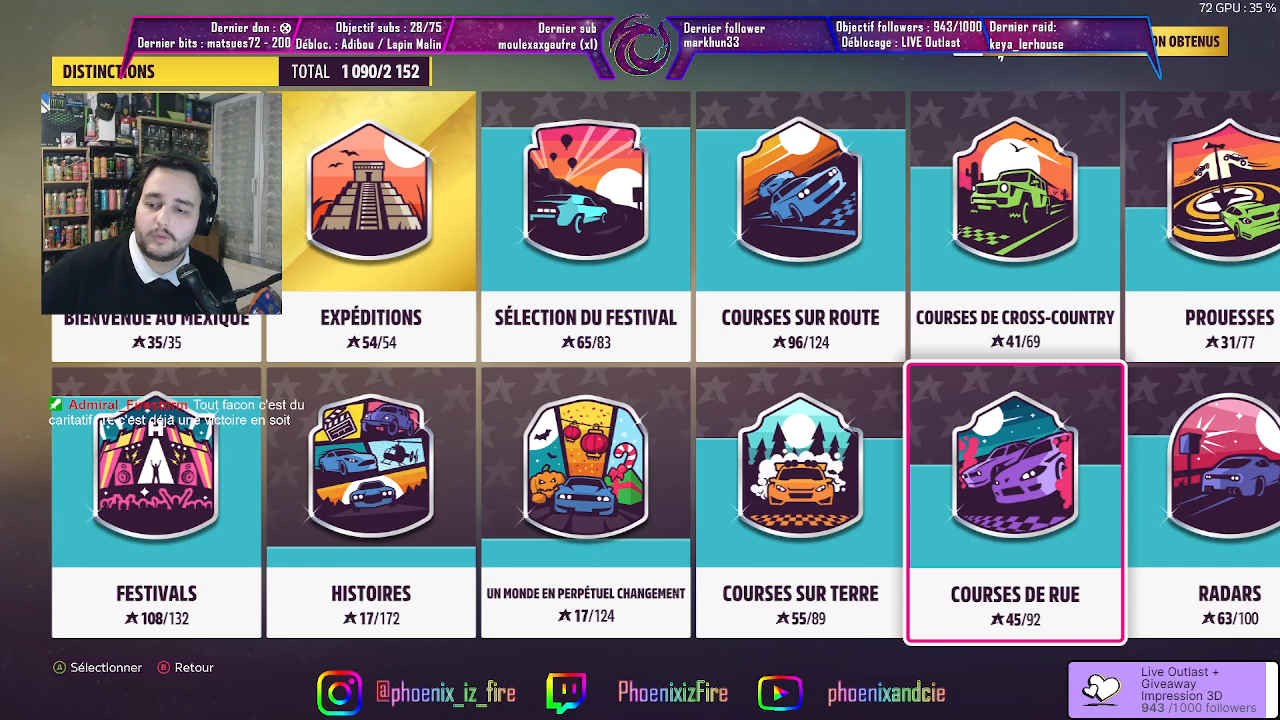 72 GPU : 35 %
Dernier don :
Dernier bits : matsues72 - 200
Objectif subs : 28/75
Débloc. : Adibou / Lapin Malin
Dernier sub
moulexaxgaufre (x1)
Dernier follower
markhun33
Objectif followers : 943/1000
Déblocage : LIVE Outlast
Dernier raid:
keya_lerhouse
ON OBTENUS
DISTINCTIONS
TOTAL 1 090/2 152
BIENVENUE AU MEXIQUE
35/35
EXPÉDITIONS
54/54
SÉLECTION DU FESTIVAL
65/83
COURSES SUR ROUTE
96/124
COURSES DE CROSS-COUNTRY
41/69
PROUESSES
31/77
Admiral_Firestorm Tout facon c'est du
caritatif, c'est déjà une victoire en soit
FESTIVALS
108/132
HISTOIRES
17/172
UN MONDE EN PERPÉTUEL CHANGEMENT
17/124
COURSES SUR TERRE
55/89
COURSES DE RUE
45/92
RADARS
63/100
A Sélectionner B Retour
@phoenix_iz_fire
PhoenixizFire
phoenixandcie
Live Outlast +
Giveaway
Impression 3D
943 /1000 followers